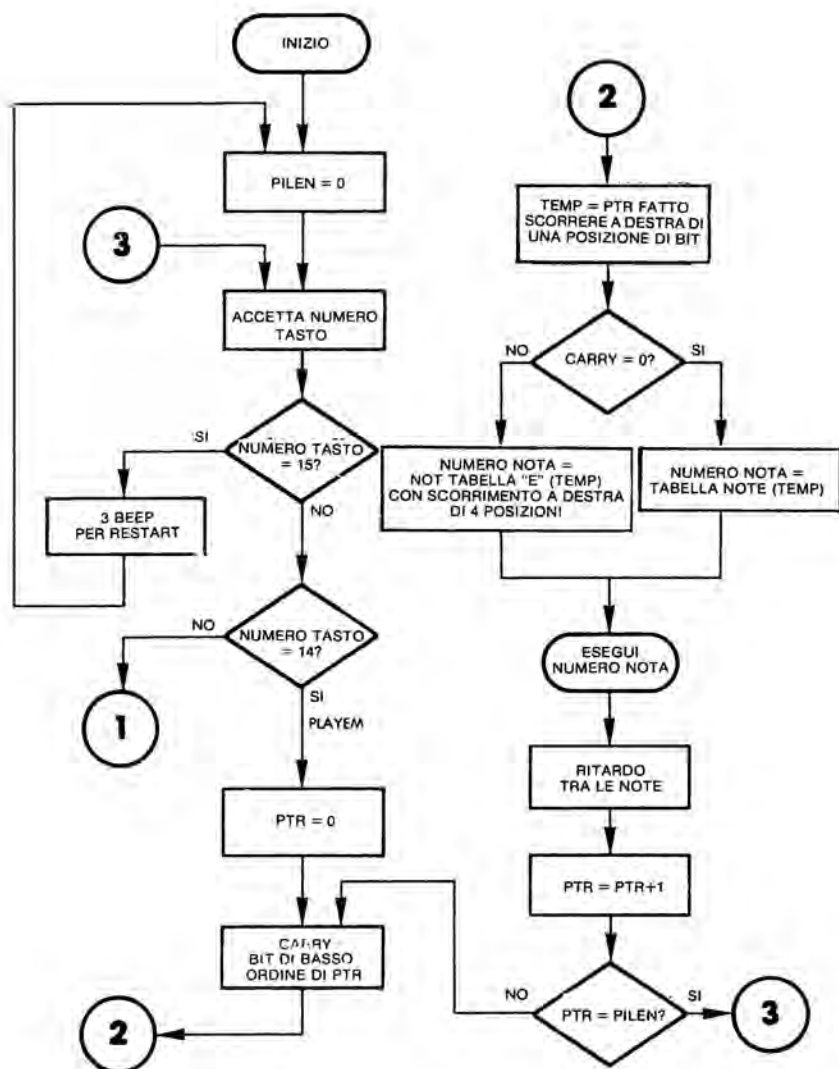 INIZIO
PILEN = 0
3
ACCETTA NUMERO
TASTO
NUMERO TASTO
= 15?
SI
NO
3 BEEP
PER RESTART
NUMERO TASTO
= 14?
NO
SI
1
PLAYEM
PTR = 0
CARRY
BIT DI BASSO
ORDINE DI PTR
2
2
TEMP = PTR FATTO
SCORRERE A DESTRA DI
UNA POSIZIONE DI BIT
CARRY = 0?
NO
SI
NUMERO NOTA =
NOT TABELLA "E" (TEMP)
CON SCORRIMENTO A DESTRA
DI 4 POSIZIONI
NUMERO NOTA =
TABELLA NOTE (TEMP)
ESEGUI
NUMERO NOTA
RITARDO
TRA LE NOTE
PTR = PTR+1
PTR = PILEN?
NO
SI
3